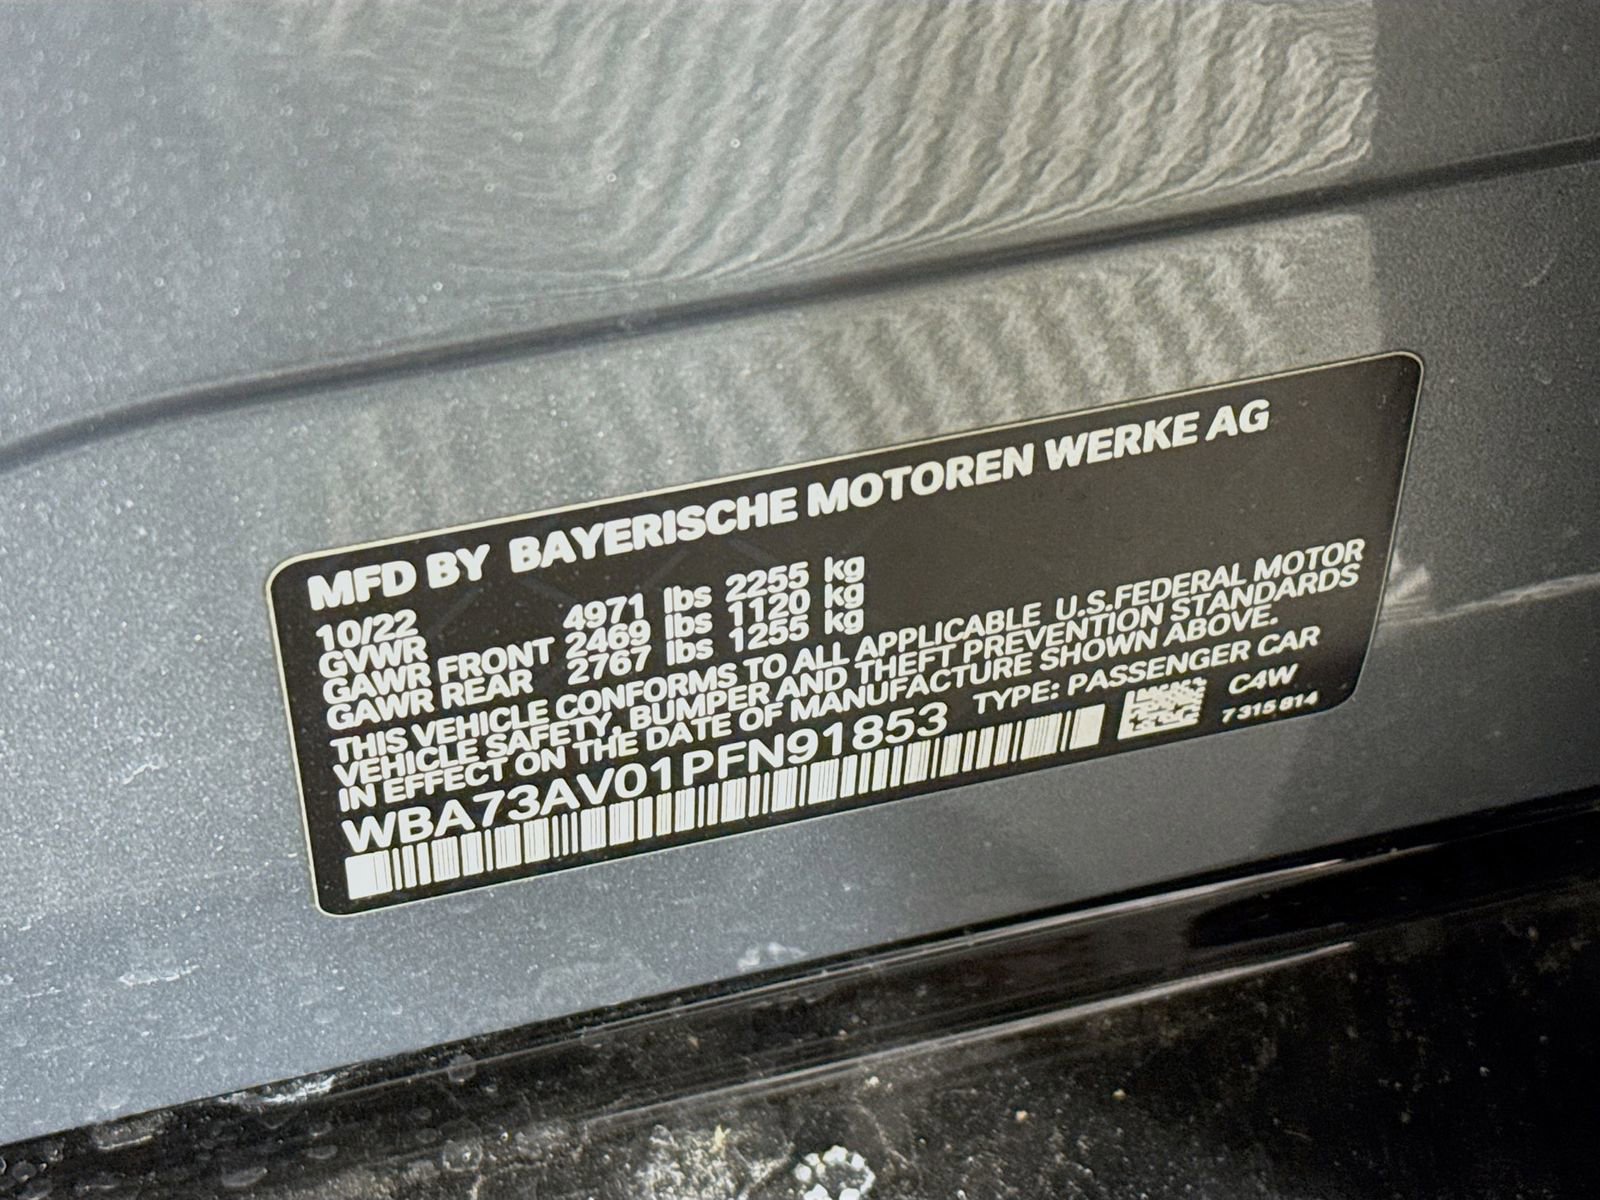 MFD BY BAYERISCHE MOTOREN WERKE AG
10/22
GVWR 4971 lbs 2255 kg
GAWR FRONT 2469 lbs 1120 kg
GAWR REAR 2767 lbs 1255 kg
THIS VEHICLE CONFORMS TO ALL APPLICABLE U.S.FEDERAL MOTOR
VEHICLE SAFETY, BUMPER AND THEFT PREVENTION STANDARDS
IN EFFECT ON THE DATE OF MANUFACTURE SHOWN ABOVE.
WBA73AV01PFN91853 TYPE: PASSENGER CAR
C4W
7 315 814